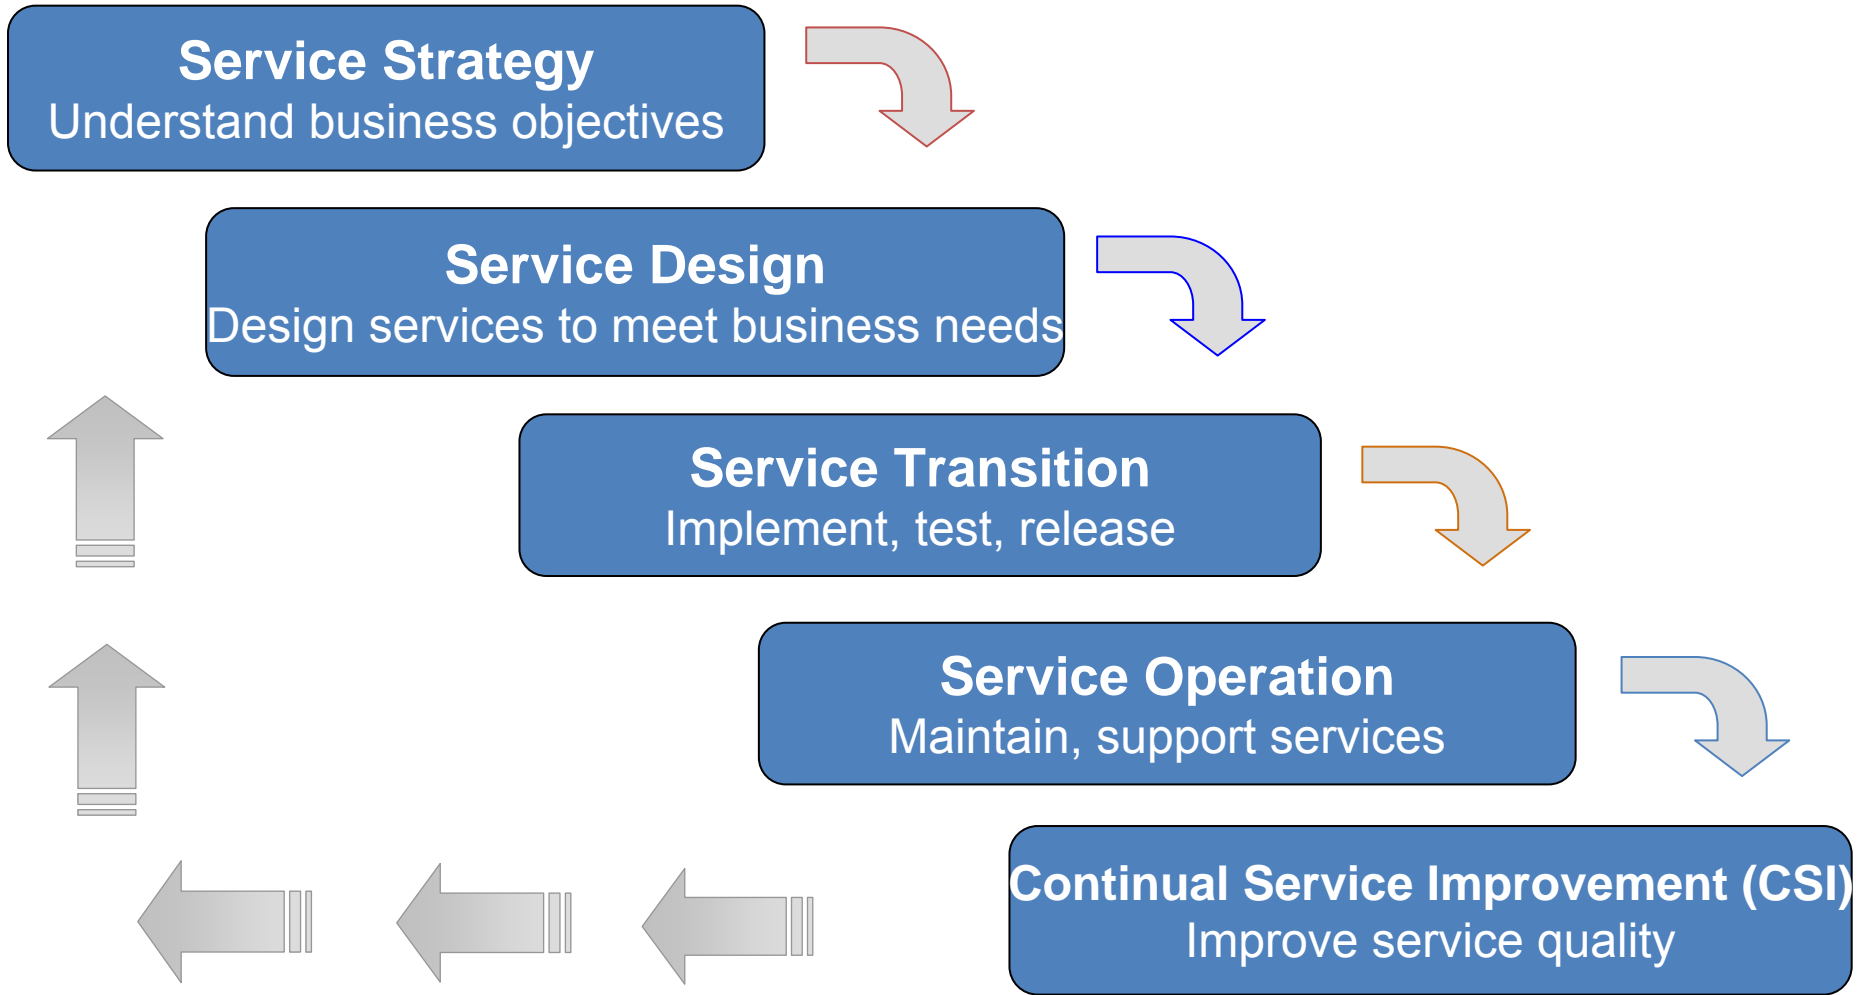 Service Strategy
Understand business objectives
Service Design
Design services to meet business needs
Service Transition
Implement, test, release
Service Operation
Maintain, support services
Continual Service Improvement (CSI)
Improve service quality